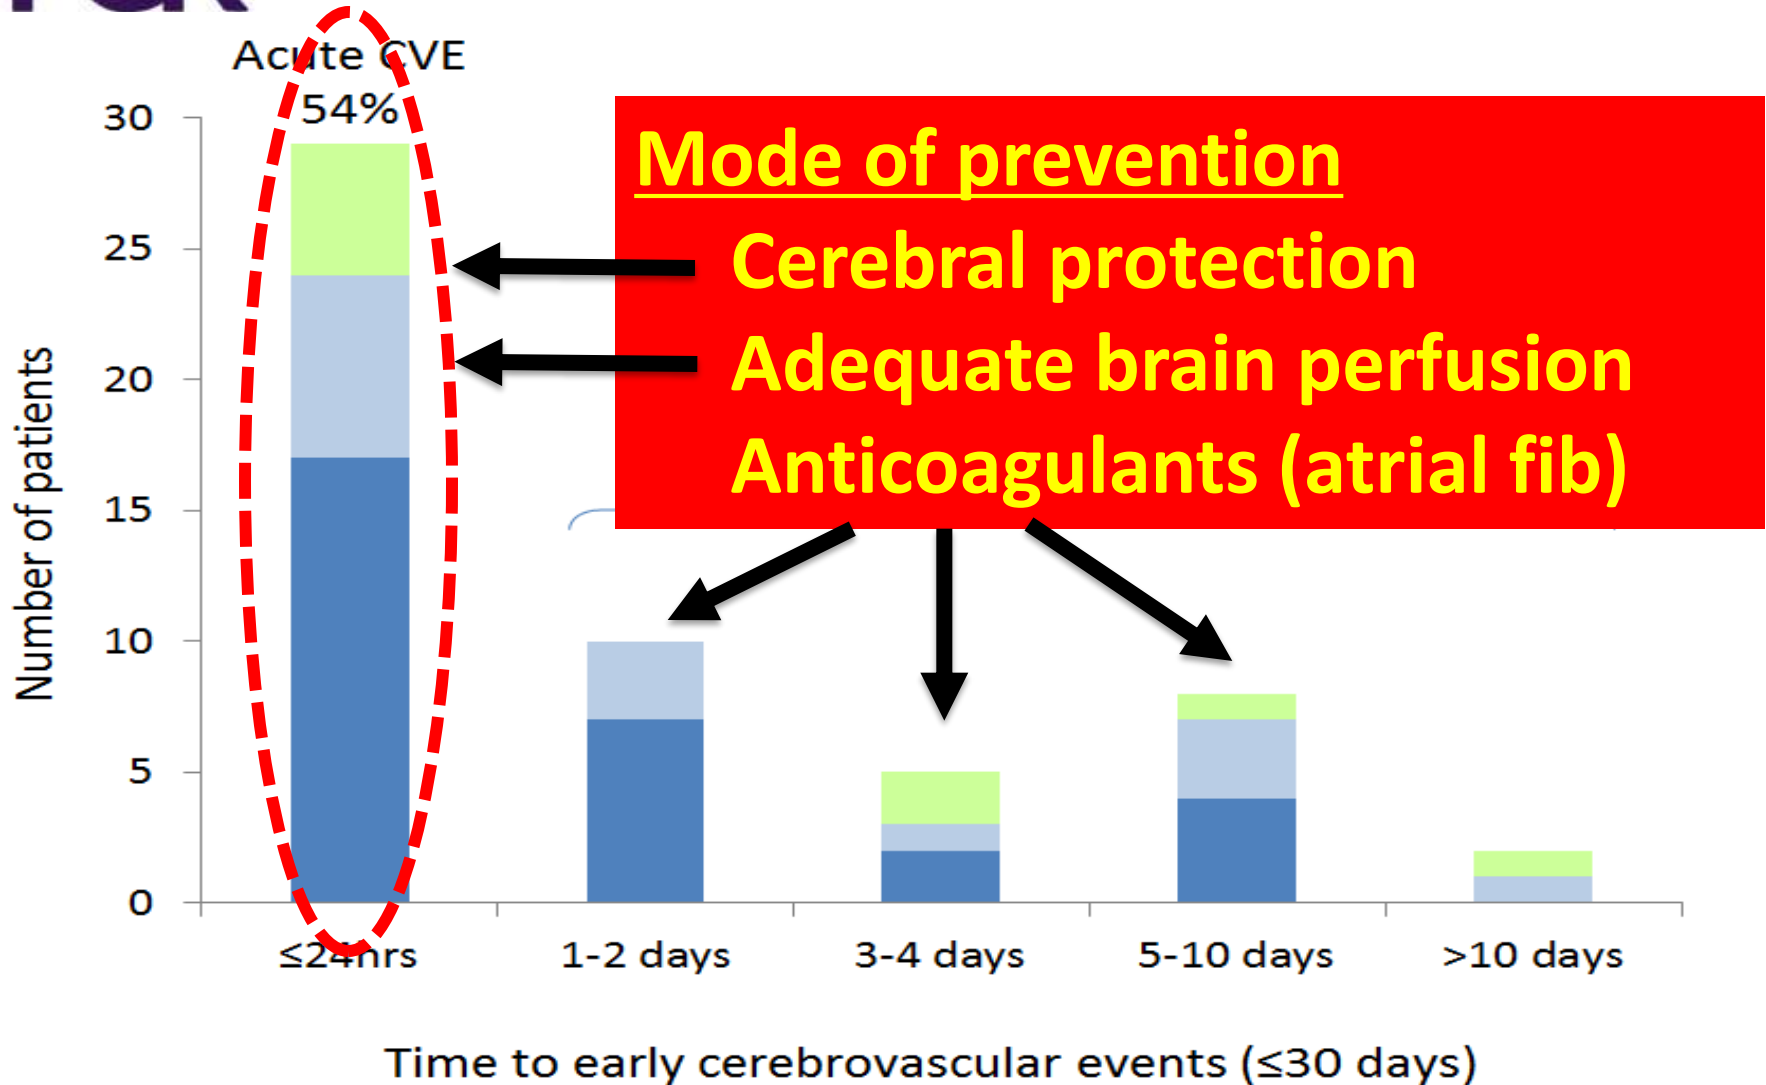 Acute CVE
54%
30
25
20
15
10
5
0
Number of patients
Mode of prevention
Cerebral protection
Adequate brain perfusion
Anticoagulants (atrial fib)
≤24hrs
1-2 days
3-4 days
5-10 days
>10 days
Time to early cerebrovascular events (≤30 days)